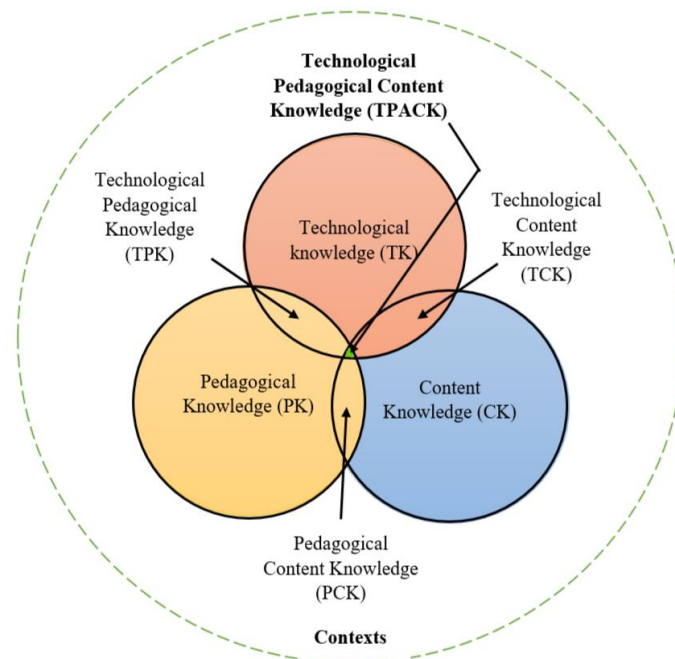 Technological
Pedagogical Content
Knowledge (TPACK)
Technological
Pedagogical
Knowledge
(TPK)
Technological
Content
Knowledge
(TCK)
Technological
knowledge (TK)
Pedagogical
Knowledge (PK)
Content
Knowledge (CK)
Pedagogical
Content Knowledge
(PCK)
Contexts